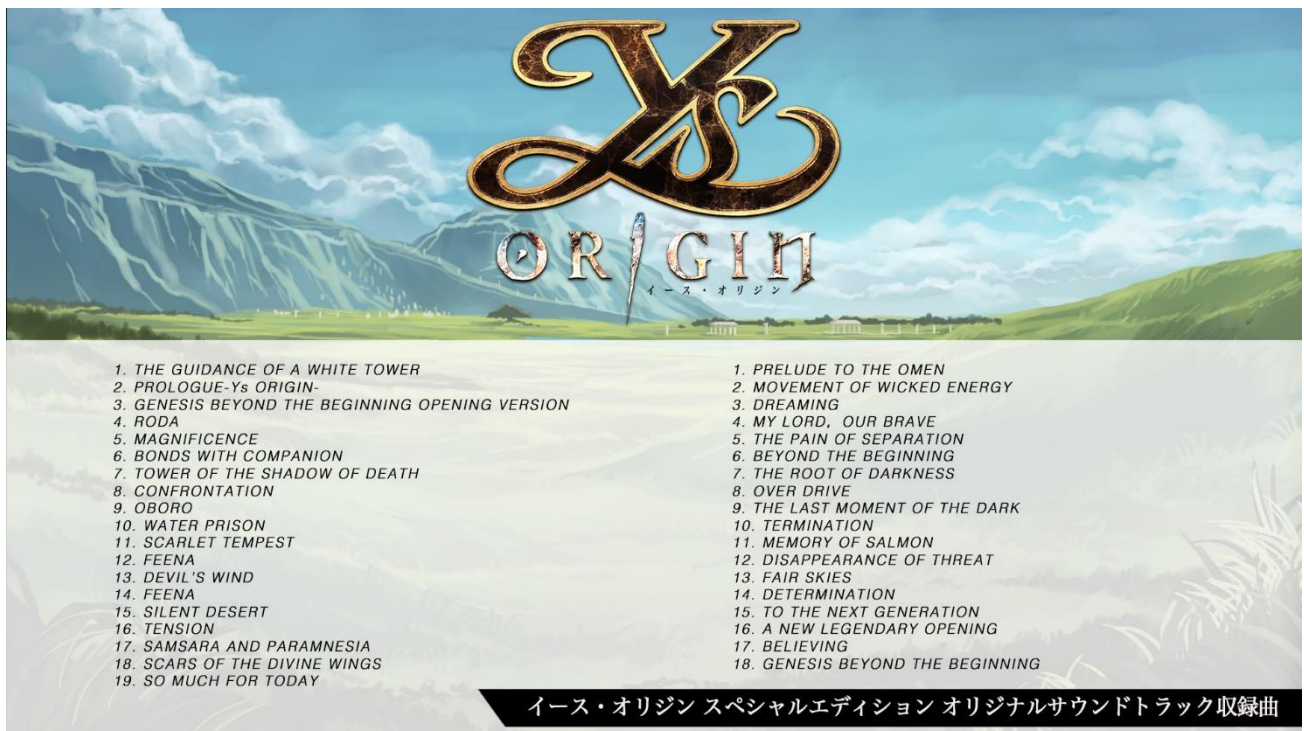 Ys
ORIGIN
イース・オリジン
1. THE GUIDANCE OF A WHITE TOWER
2. PROLOGUE-Ys ORIGIN-
3. GENESIS BEYOND THE BEGINNING OPENING VERSION
4. RODA
5. MAGNIFICENCE
6. BONDS WITH COMPANION
7. TOWER OF THE SHADOW OF DEATH
8. CONFRONTATION
9. OBORO
10. WATER PRISON
11. SCARLET TEMPEST
12. FEENA
13. DEVIL'S WIND
14. FEENA
15. SILENT DESERT
16. TENSION
17. SAMSARA AND PARAMNESIA
18. SCARS OF THE DIVINE WINGS
19. SO MUCH FOR TODAY
1. PRELUDE TO THE OMEN
2. MOVEMENT OF WICKED ENERGY
3. DREAMING
4. MY LORD, OUR BRAVE
5. THE PAIN OF SEPARATION
6. BEYOND THE BEGINNING
7. THE ROOT OF DARKNESS
8. OVER DRIVE
9. THE LAST MOMENT OF THE DARK
10. TERMINATION
11. MEMORY OF SALMON
12. DISAPPEARANCE OF THREAT
13. FAIR SKIES
14. DETERMINATION
15. TO THE NEXT GENERATION
16. A NEW LEGENDARY OPENING
17. BELIEVING
18. GENESIS BEYOND THE BEGINNING
イース・オリジン スペシャルエディション オリジナルサウンドトラック収録曲